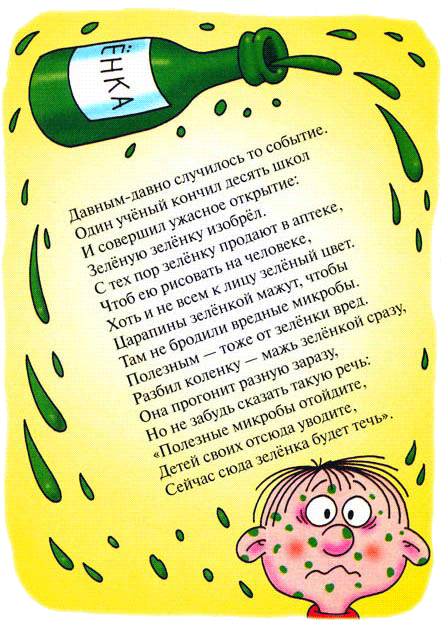 ЁНКА
Давным-давно случилось то событие.
Один учёный кончил десять школ
И совершил ужасное открытие:
Зелёную зелёнку изобрёл.
С тех пор зелёнку продают в аптеке,
Чтоб ею рисовать на человеке,
Хоть и не всем к лицу зелёный цвет.
Царапины зелёнкой мажут, чтобы
Там не бродили вредные микробы.
Полезным — тоже от зелёнки вред.
Разбил коленку — мажь зелёнкой сразу,
Она прогонит разную заразу,
Но не забудь сказать такую речь:
«Полезные микробы отойдите,
Детей своих отсюда уводите,
Сейчас сюда зелёнка будет течь».